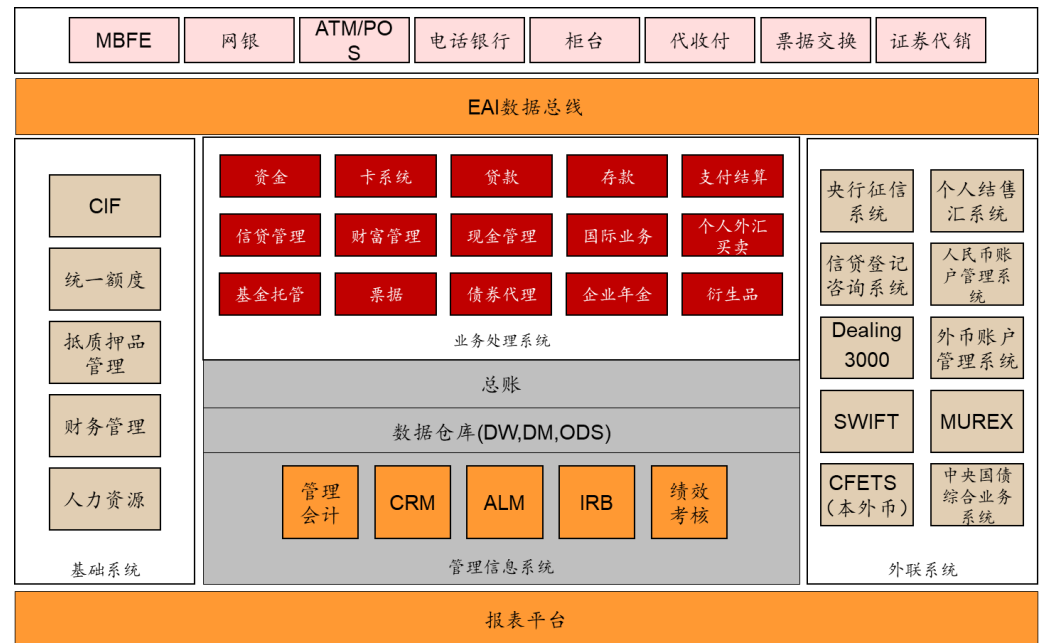 MBFE
网银
ATM/PO
S
电话银行
柜台
代收付
票据交换
证券代销
EAI数据总线
CIF
统一额度
抵质押品
管理
财务管理
人力资源
基础系统
资金
卡系统
贷款
存款
支付结算
信贷管理
财富管理
现金管理
国际业务
个人外汇
买卖
基金托管
票据
债券代理
企业年金
衍生品
业务处理系统
总账
数据仓库(DW,DM,ODS)
管理
会计
CRM
ALM
IRB
绩效
考核
管理信息系统
央行征信
系统
个人结售
汇系统
信贷登记
咨询系统
人民币账
户管理系
统
Dealing
3000
外币账户
管理系统
SWIFT
MUREX
CFETS
(本外币)
中央国债
综合业务
系统
外联系统
报表平台